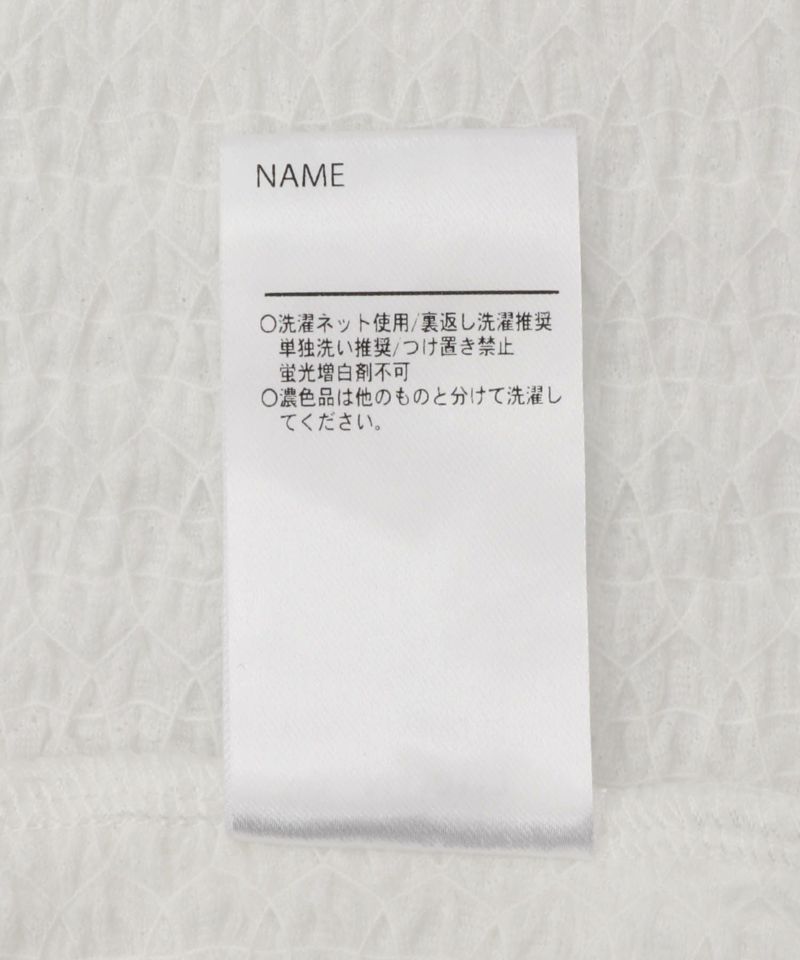 NAME
〇洗濯ネット使用/裏返し洗濯推奨
単独洗い推奨/つけ置き禁止
蛍光増白剤不可
〇濃色品は他のものと分けて洗濯し
てください。